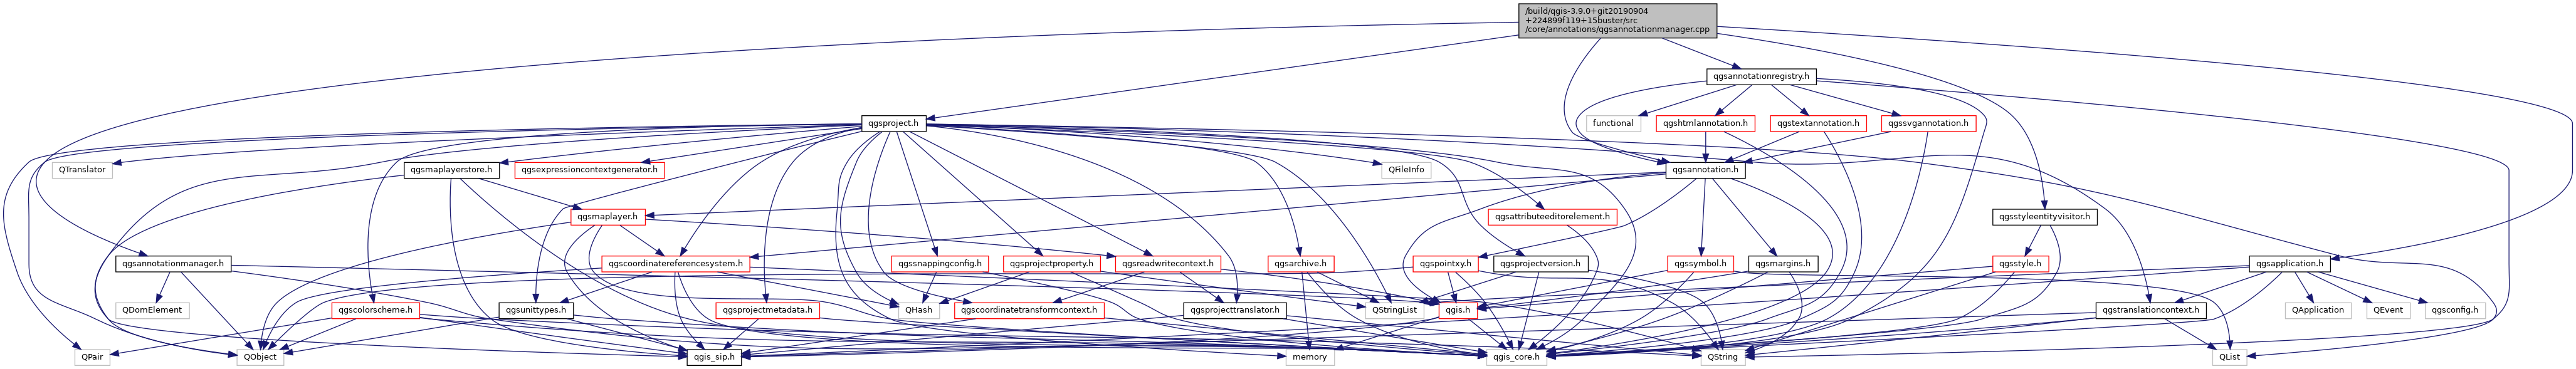 /build/qgis-3.9.0+git20190904
+224899f119+15buster/src
/core/annotations/qgsannotationmanager.cpp
qgsannotationregistry.h
qgsproject.h
functional
qgshtmlannotation.h
qgstextannotation.h
qgssvgannotation.h
QTranslator
qgsmaplayerstore.h
qgsexpressioncontextgenerator.h
QFileInfo
qgsannotation.h
qgsmaplayer.h
qgsattributeeditorelement.h
qgsstyleentityvisitor.h
qgsannotationmanager.h
qgscoordinatereferencesystem.h
qgssnappingconfig.h
qgsprojectproperty.h
qgsreadwritecontext.h
qgsarchive.h
qgspointxy.h
qgsprojectversion.h
qgssymbol.h
qgsmargins.h
qgsstyle.h
qgsapplication.h
QDomElement
qgscolorscheme.h
qgsunittypes.h
qgsprojectmetadata.h
QHash
qgscoordinatetransformcontext.h
qgsprojecttranslator.h
QStringList
qgis.h
qgstranslationcontext.h
QApplication
QEvent
qgsconfig.h
QPair
QObject
qgis_sip.h
memory
qgis_core.h
QString
QList